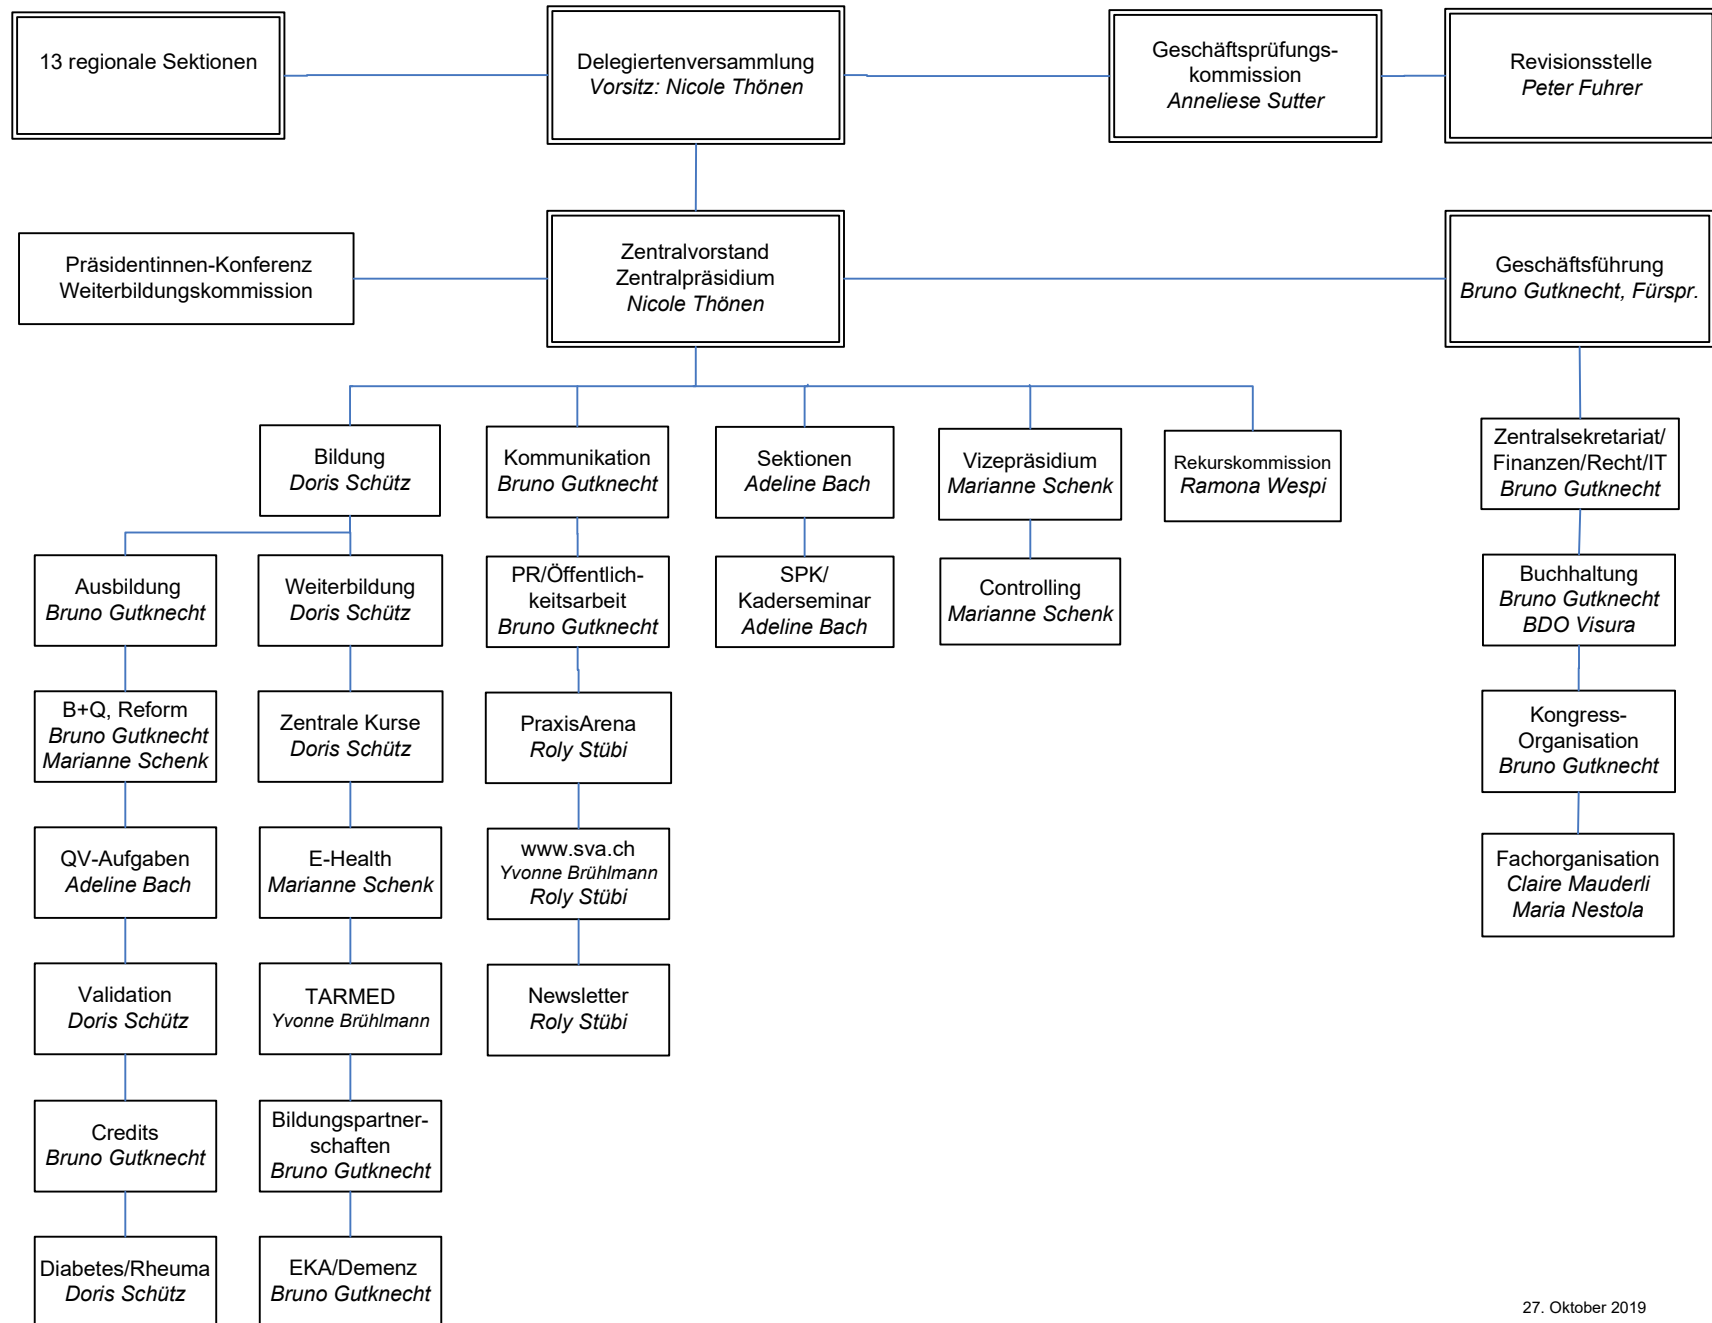 13 regionale Sektionen
Delegiertenversammlung
Vorsitz: Nicole Thönen
Geschäftsprüfungs-
kommission
Anneliese Sutter
Revisionsstelle
Peter Fuhrer
Präsidentinnen-Konferenz
Weiterbildungskommission
Zentralvorstand
Zentralpräsidium
Nicole Thönen
Geschäftsführung
Bruno Gutknecht, Fürspr.
Bildung
Doris Schütz
Kommunikation
Bruno Gutknecht
Sektionen
Adeline Bach
Vizepräsidium
Marianne Schenk
Rekurskommission
Ramona Wespi
Zentralsekretariat/
Finanzen/Recht/IT
Bruno Gutknecht
Ausbildung
Bruno Gutknecht
Weiterbildung
Doris Schütz
PR/Öffentlich-
keitsarbeit
Bruno Gutknecht
SPK/
Kaderseminar
Adeline Bach
Controlling
Marianne Schenk
Buchhaltung
Bruno Gutknecht
BDO Visura
B+Q, Reform
Bruno Gutknecht
Marianne Schenk
Zentrale Kurse
Doris Schütz
PraxisArena
Roly Stübi
Kongress-
Organisation
Bruno Gutknecht
QV-Aufgaben
Adeline Bach
E-Health
Marianne Schenk
www.sva.ch
Yvonne Brühlmann
Roly Stübi
Fachorganisation
Claire Mauderli
Maria Nestola
Validation
Doris Schütz
TARMED
Yvonne Brühlmann
Newsletter
Roly Stübi
Credits
Bruno Gutknecht
Bildungspartner-
schaften
Bruno Gutknecht
Diabetes/Rheuma
Doris Schütz
EKA/Demenz
Bruno Gutknecht
27. Oktober 2019